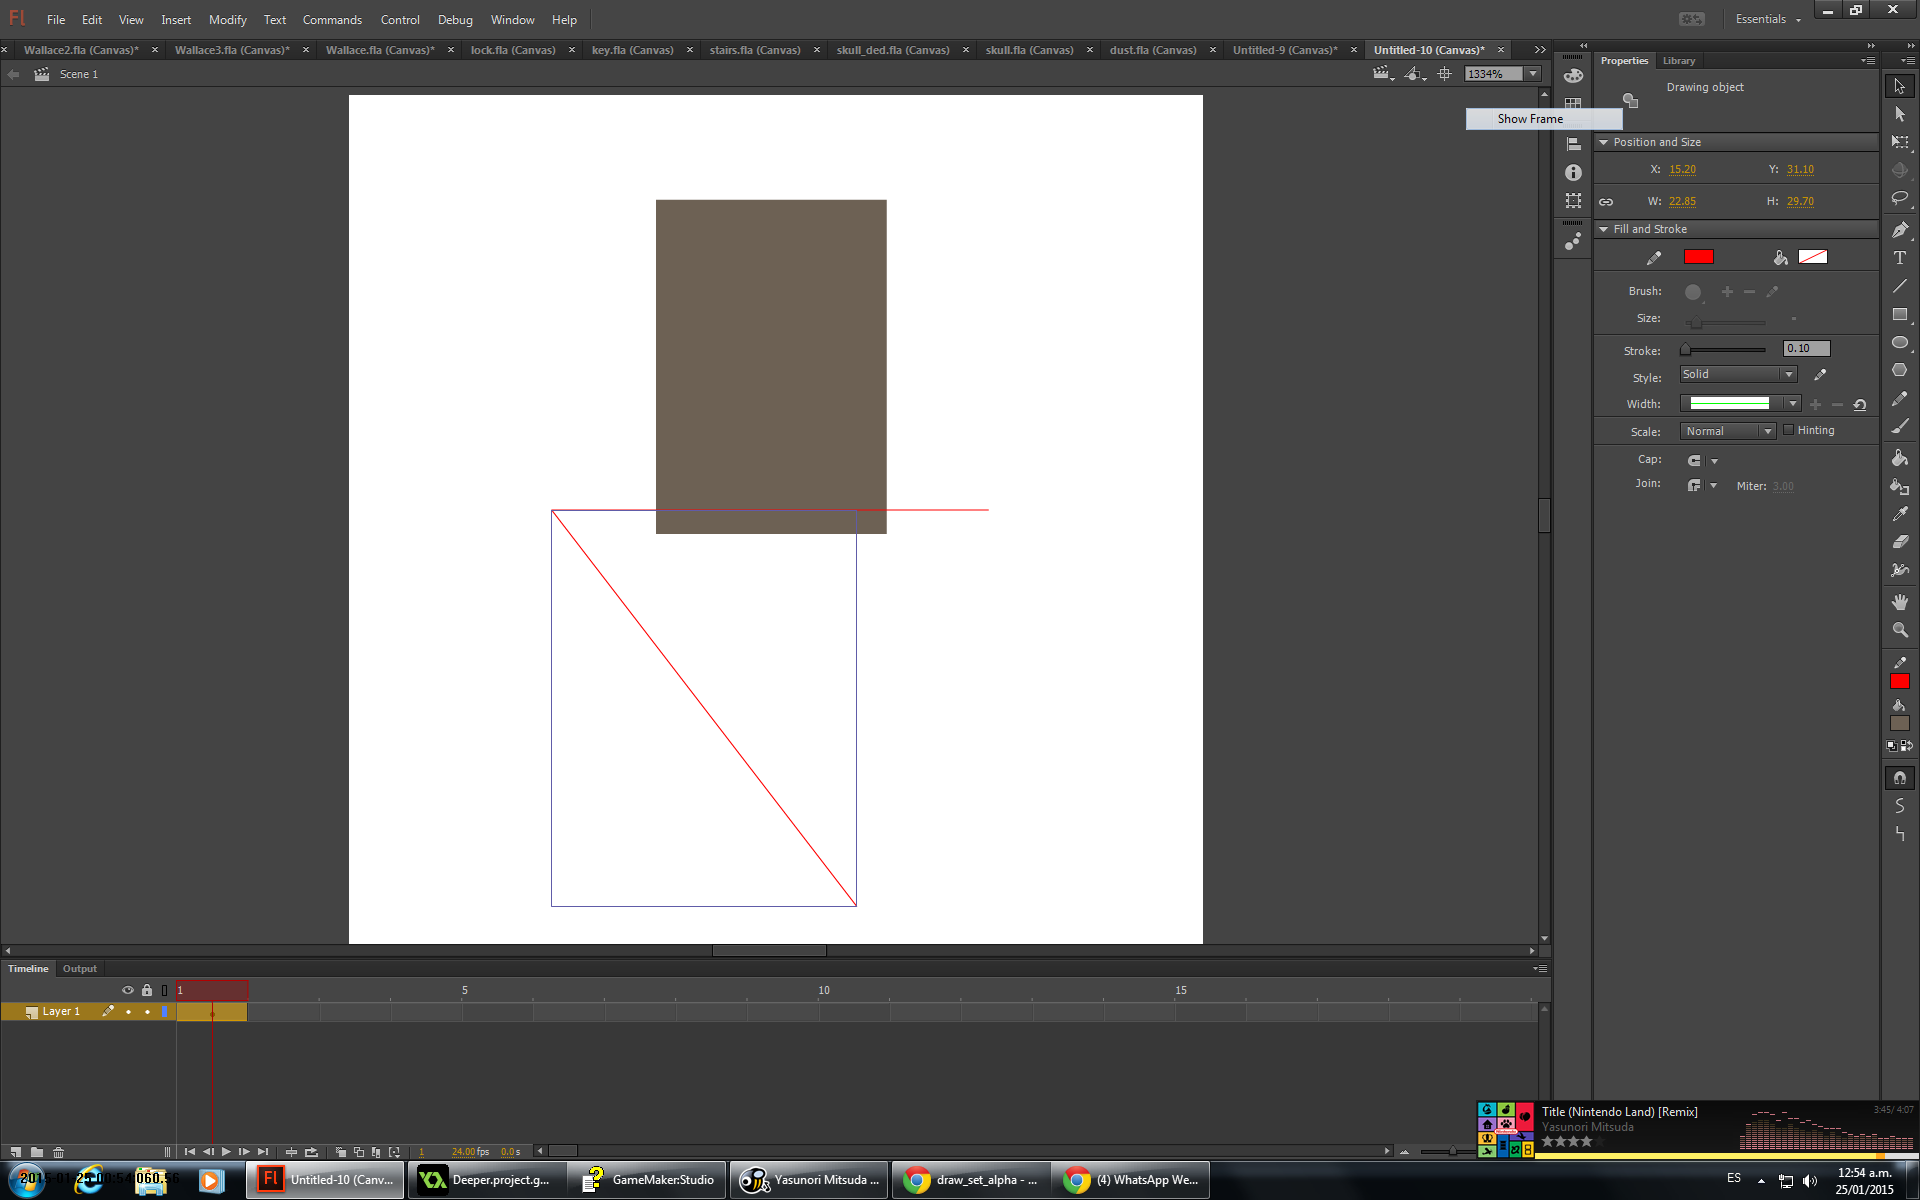 Fl File Edit View Insert Modify Text Commands Control Debug Window Help Essentials
Wallace2.fla (Canvas)* Wallace3.fla (Canvas)* Wallace.fla (Canvas)* lock.fla (Canvas) key.fla (Canvas) stairs.fla (Canvas) skull_ded.fla (Canvas) skull.fla (Canvas) dust.fla (Canvas) Untitled-9 (Canvas)* Untitled-10 (Canvas)*
Scene 1 1334%
Show Frame
Properties Library
Drawing object
Position and Size
X: 15.20 Y: 31.10
W: 22.85 H: 29.70
Fill and Stroke
Brush:
Size: -
Stroke: 0.10
Style: Solid
Width:
Scale: Normal Hinting
Cap:
Join: Miter: 3.00
Timeline Output
1 5 10 15
Layer 1
1 24.00 fps 0.0 s
Title (Nintendo Land) [Remix] 3:45/ 4:07
Yasunori Mitsuda
2015-01-25 00:54:060.56
Fl Untitled-10 (Canv... Deeper.project.g... GameMaker:Studio Yasunori Mitsuda ... draw_set_alpha - ... (4) WhatsApp We...
ES 12:54 a.m.
25/01/2015